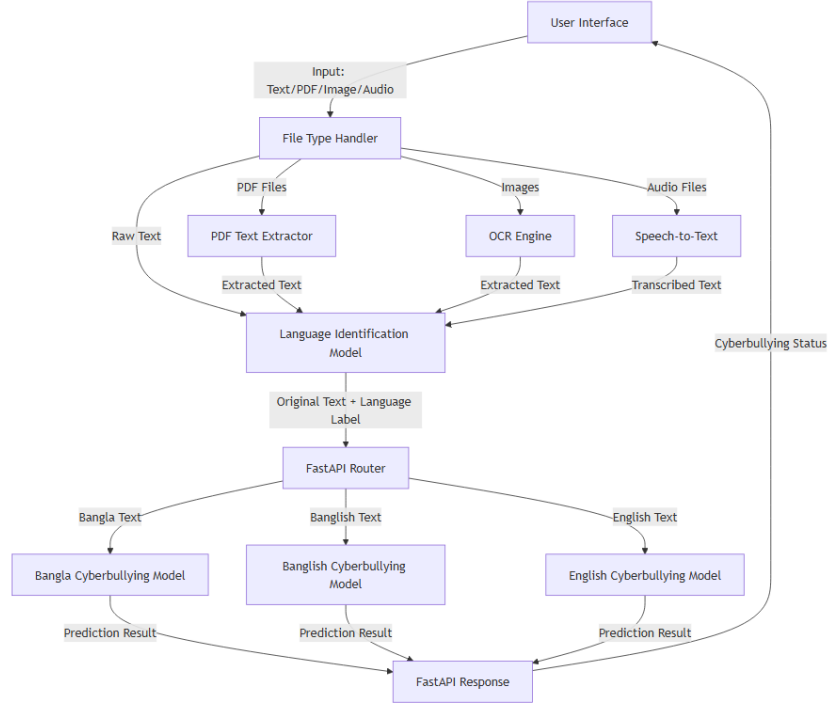 User Interface
Input:
Text/PDF/Image/Audio
File Type Handler
PDF Files
Images
Audio Files
Raw Text
PDF Text Extractor
OCR Engine
Speech-to-Text
Extracted Text
Extracted Text
Transcribed Text
Language Identification
Model
Cyberbullying Status
Original Text + Language
Label
FastAPI Router
Bangla Text
Banglish Text
English Text
Bangla Cyberbullying Model
Banglish Cyberbullying
Model
English Cyberbullying Model
Prediction Result
Prediction Result
Prediction Result
FastAPI Response